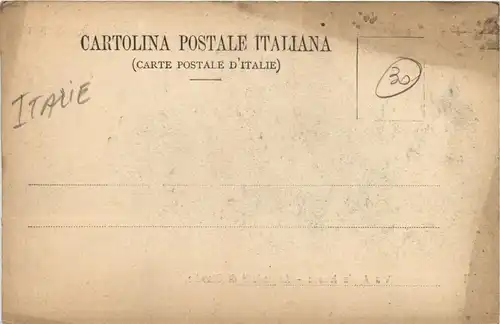 CARTOLINA POSTALE ITALIANA
(CARTE POSTALE D'ITALIE)
30
ITALIE